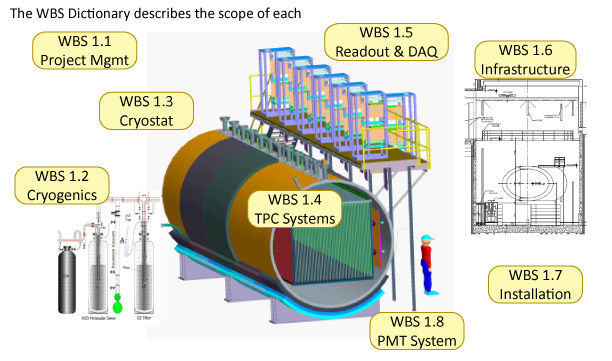 The WBS Dictionary describes the scope of each
WBS 1.1
Project Mgmt
WBS 1.5
Readout & DAQ
WBS 1.6
Infrastructure
WBS 1.3
Cryostat
WBS 1.2
Cryogenics
WBS 1.4
TPC Systems
WBS 1.7
Installation
WBS 1.8
PMT System